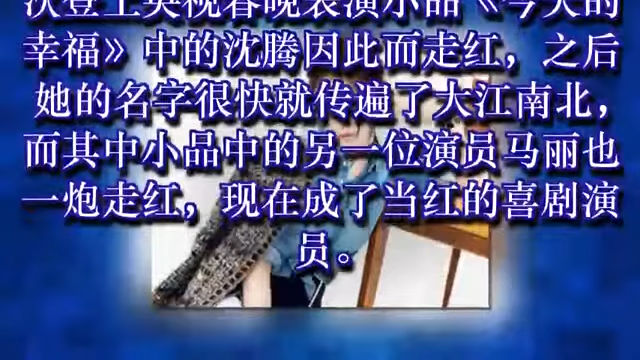 次登上央视春晚表演小品《今天的
幸福》中的沈腾因此而走红，之后
她的名字很快就传遍了大江南北，
而其中小品中的另一位演员马丽也
一炮走红，现在成了当红的喜剧演
员。